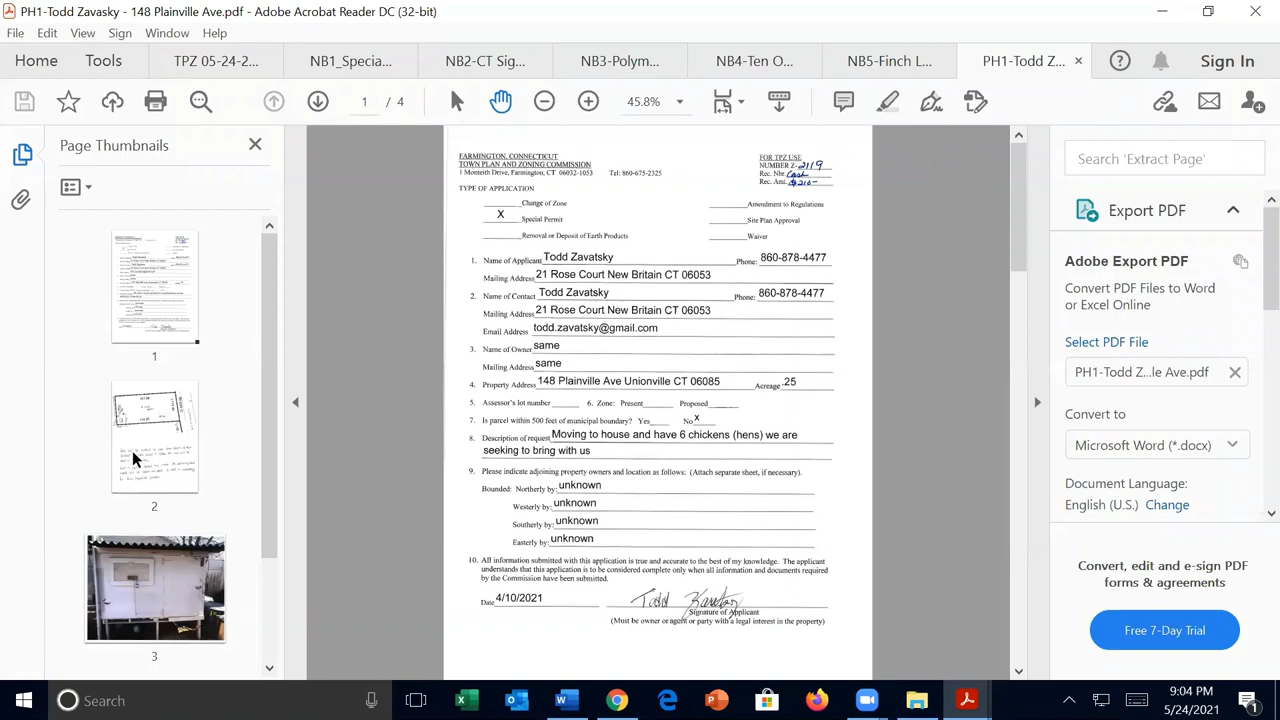 PH1-Todd Zavasky - 148 Plainville Ave.pdf - Adobe Acrobat Reader DC (32-bit)
File Edit View Sign Window Help
Home Tools TPZ 05-24-2... NB1_Specia... NB2-CT Sig... NB3-Polym... NB4-Ten O... NB5-Finch L... PH1-Todd Z... Sign In
1 / 4 45.8%
Page Thumbnails
1
2
3
FARMINGTON, CONNECTICUT
TOWN PLAN AND ZONING COMMISSION
1 Monteith Drive, Farmington, CT 06032-1053 Tel: 860-675-2325
FOR TPZ USE
NUMBER Z-2119
Rec. Nbr. Cash
Rec. Amt. $210-
TYPE OF APPLICATION
Change of Zone Amendment to Regulations
X Special Permit Site Plan Approval
Removal or Deposit of Earth Products Waiver
1. Name of Applicant Todd Zavatsky Phone: 860-878-4477
Mailing Address 21 Rose Court New Britain CT 06053
2. Name of Contact Todd Zavatsky Phone: 860-878-4477
Mailing Address 21 Rose Court New Britain CT 06053
Email Address todd.zavatsky@gmail.com
3. Name of Owner same
Mailing Address same
4. Property Address 148 Plainville Ave Unionville CT 06085 Acreage .25
5. Assessor's lot number 6. Zone: Present Proposed
7. Is parcel within 500 feet of municipal boundary? Yes No x
8. Description of request Moving to house and have 6 chickens (hens) we are
seeking to bring with us
9. Please indicate adjoining property owners and location as follows: (Attach separate sheet, if necessary).
Bounded: Northerly by: unknown
Westerly by: unknown
Southerly by: unknown
Easterly by: unknown
10. All information submitted with this application is true and accurate to the best of my knowledge. The applicant
understands that this application is to be considered complete only when all information and documents required
by the Commission have been submitted.
Date 4/10/2021
Signature of Applicant
(Must be owner or agent or party with a legal interest in the property)
Search 'Extract Page'
Export PDF
Adobe Export PDF
Convert PDF Files to Word
or Excel Online
Select PDF File
PH1-Todd Z...le Ave.pdf
Convert to
Microsoft Word (*.docx)
Document Language:
English (U.S.) Change
Convert, edit and e-sign PDF
forms & agreements
Free 7-Day Trial
Search
9:04 PM
5/24/2021
1